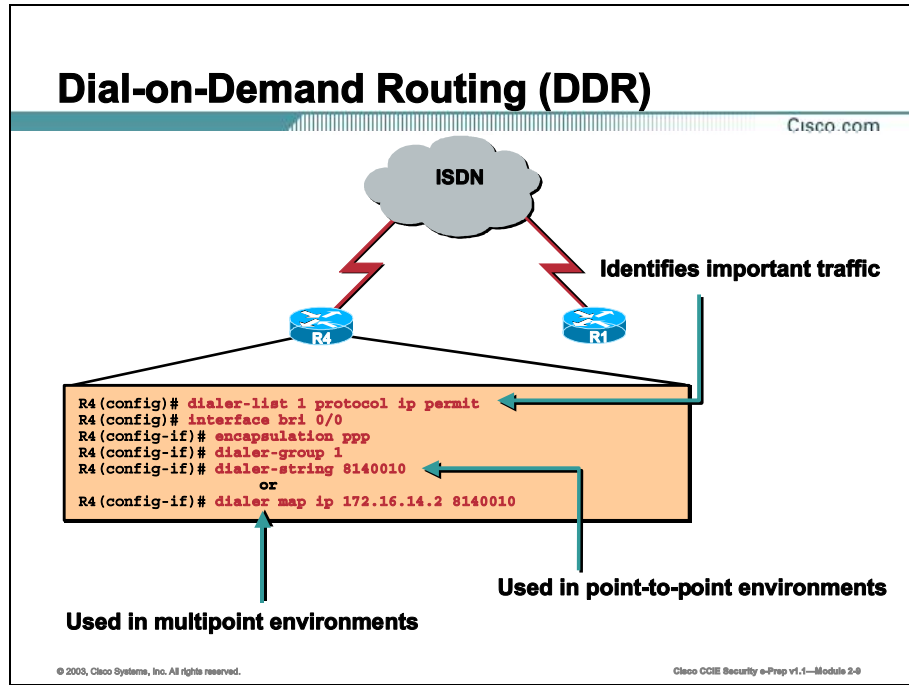 Dial-on-Demand Routing (DDR)
Cisco.com
ISDN
Identifies important traffic
R4
R1
R4(config)# dialer-list 1 protocol ip permit
R4(config)# interface bri 0/0
R4(config-if)# encapsulation ppp
R4(config-if)# dialer-group 1
R4(config-if)# dialer-string 8140010
or
R4(config-if)# dialer map ip 172.16.14.2 8140010
Used in point-to-point environments
Used in multipoint environments
© 2003, Cisco Systems, Inc. All rights reserved.
Cisco CCIE Security e-Prep v1.1—Module 2-9